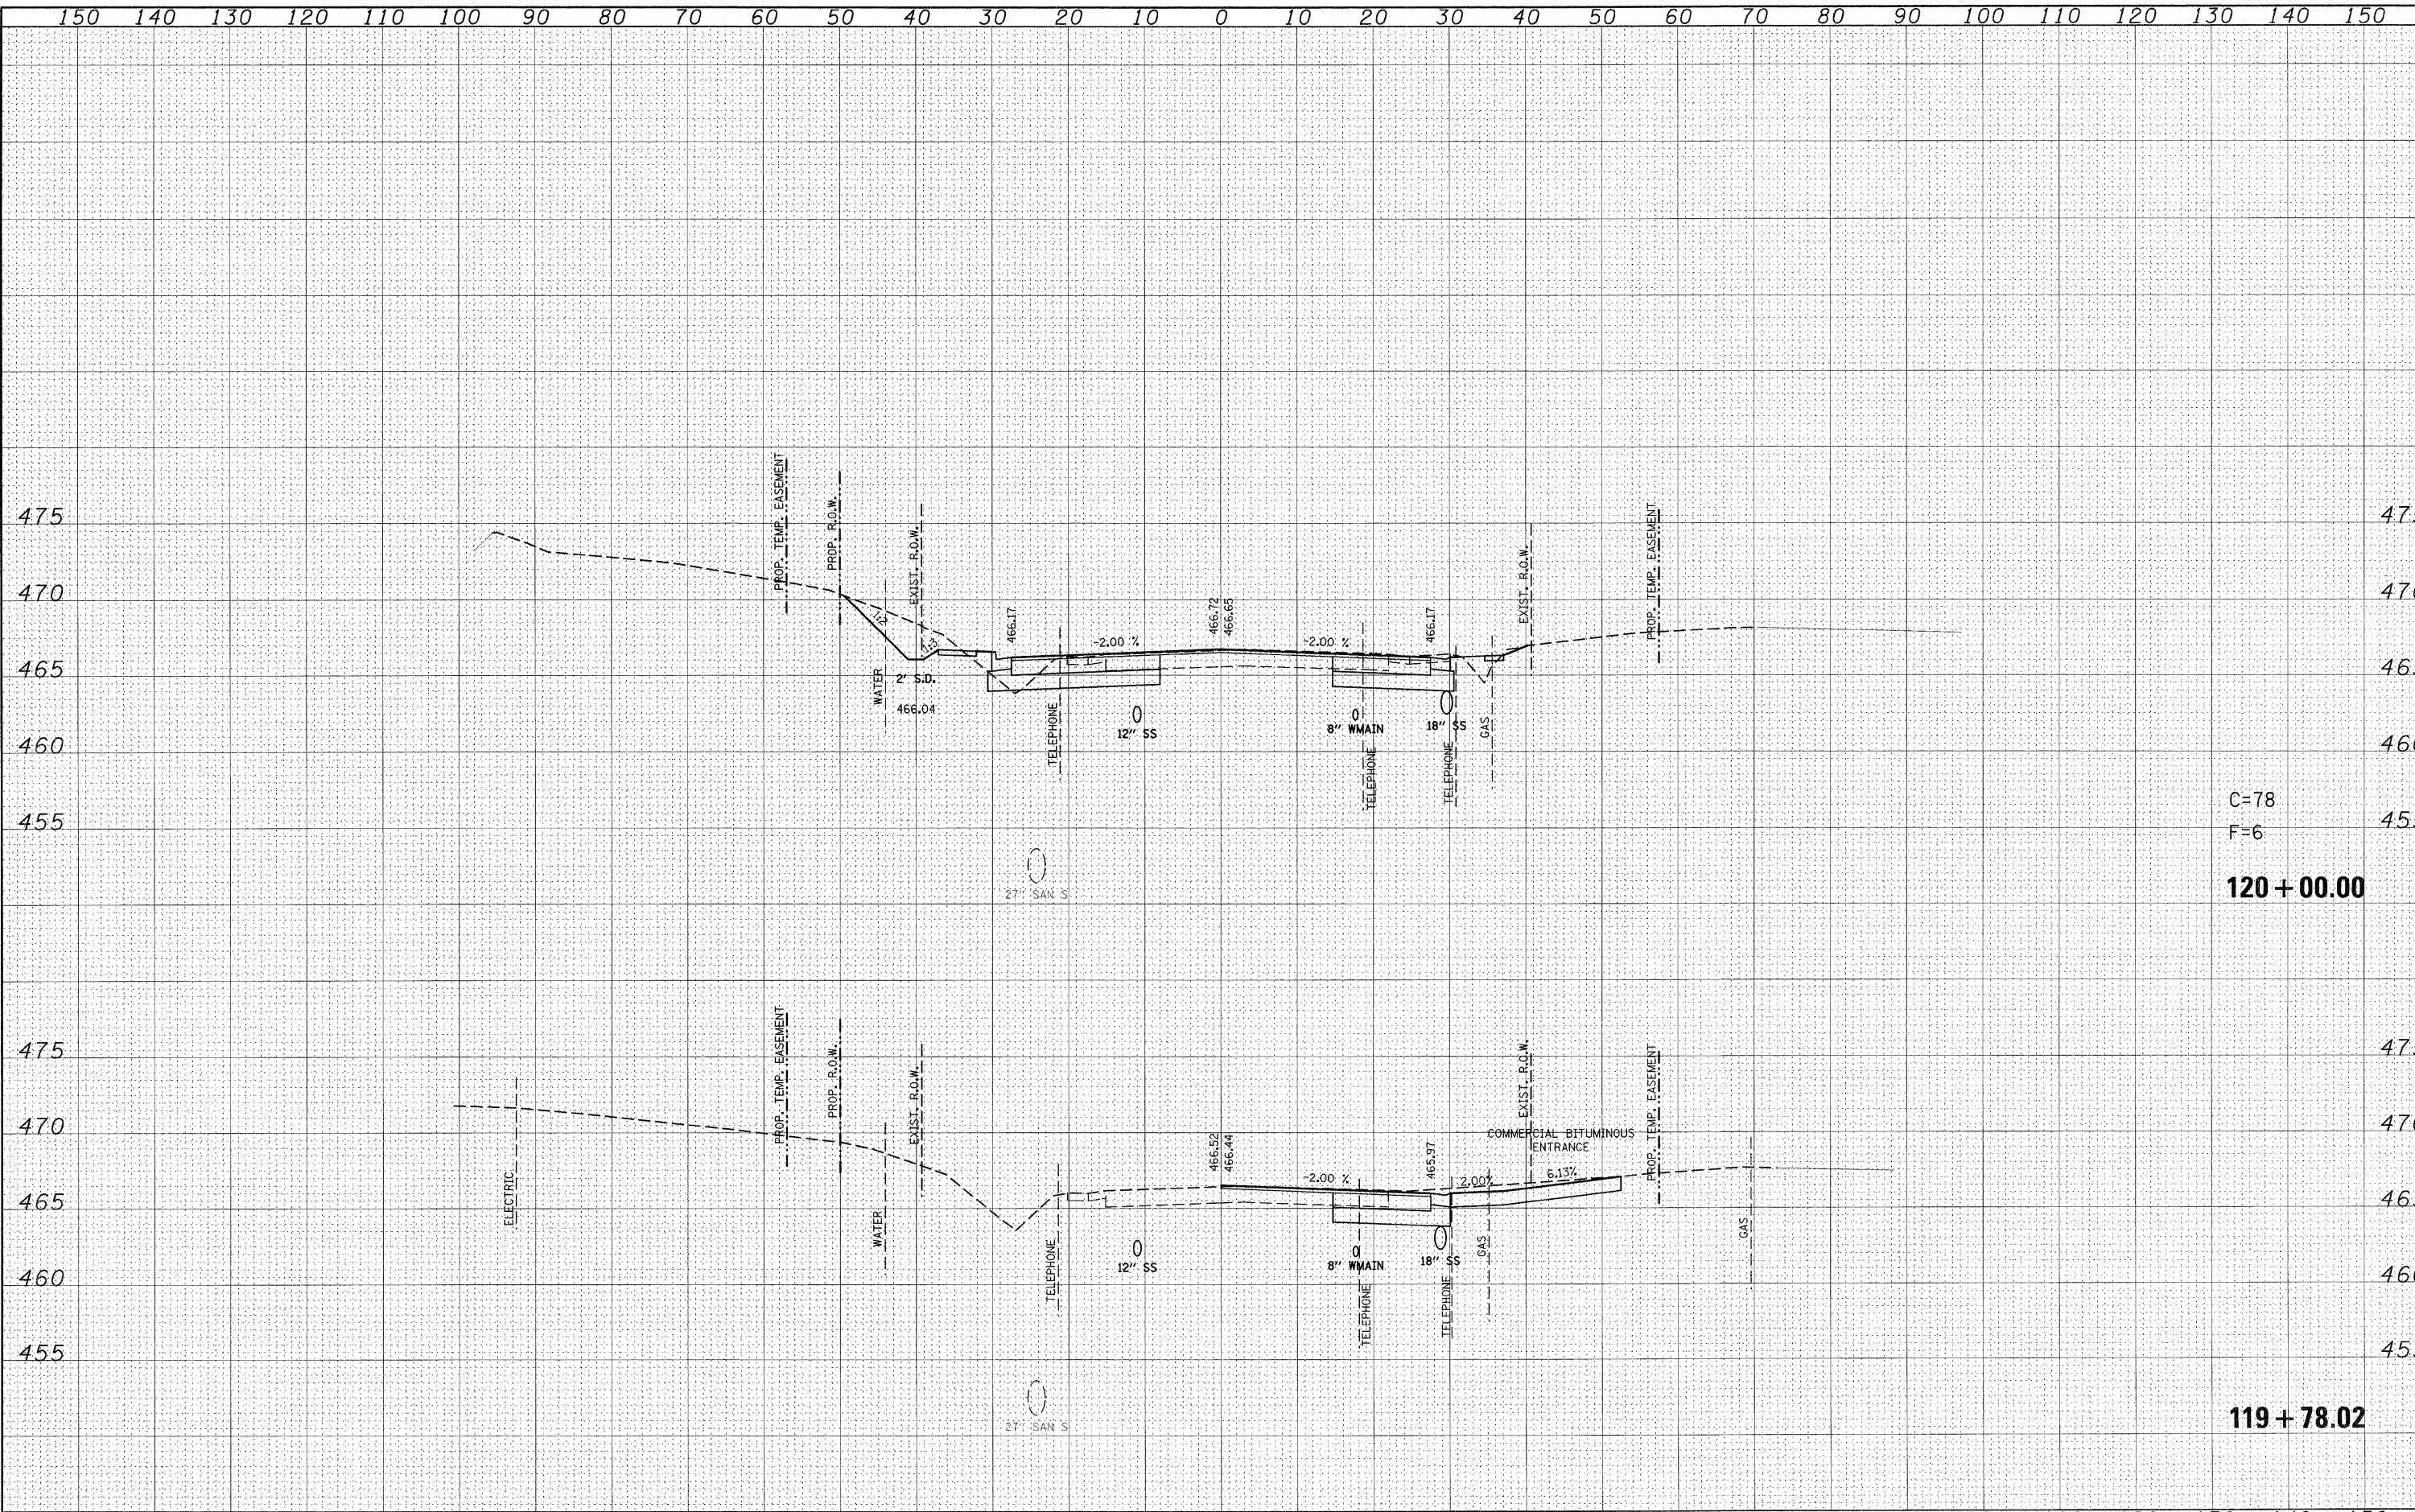 150 140 130 120 110 100 90 80 70 60 50 40 30 20 10 0 10 20 30 40 50 60 70 80 90 100 110 120 130 140 150
PROP. TEMP. EASEMENT
PROP. R.O.W.
EXIST. R.O.W.
EXIST. R.O.W.
PROP. TEMP. EASEMENT
475
470
465
460
455
1:2
1:3
466.17
-2.00 %
466.72
466.65
-2.00 %
466.17
WATER
2' S.D.
466.04
TELEPHONE
12" SS
8" WMAIN
TELEPHONE
18" SS
TELEPHONE
GAS
27" SAN S
C=78
F=6
120+00.00
PROP. TEMP. EASEMENT
PROP. R.O.W.
EXIST. R.O.W.
EXIST. R.O.W.
PROP. TEMP. EASEMENT
475
470
465
460
455
COMMERCIAL BITUMINOUS
ENTRANCE
466.52
466.44
-2.00 %
465.97
2.00%
6.13%
ELECTRIC
WATER
TELEPHONE
12" SS
8" WMAIN
TELEPHONE
18" SS
TELEPHONE
GAS
GAS
27" SAN S
119+78.02